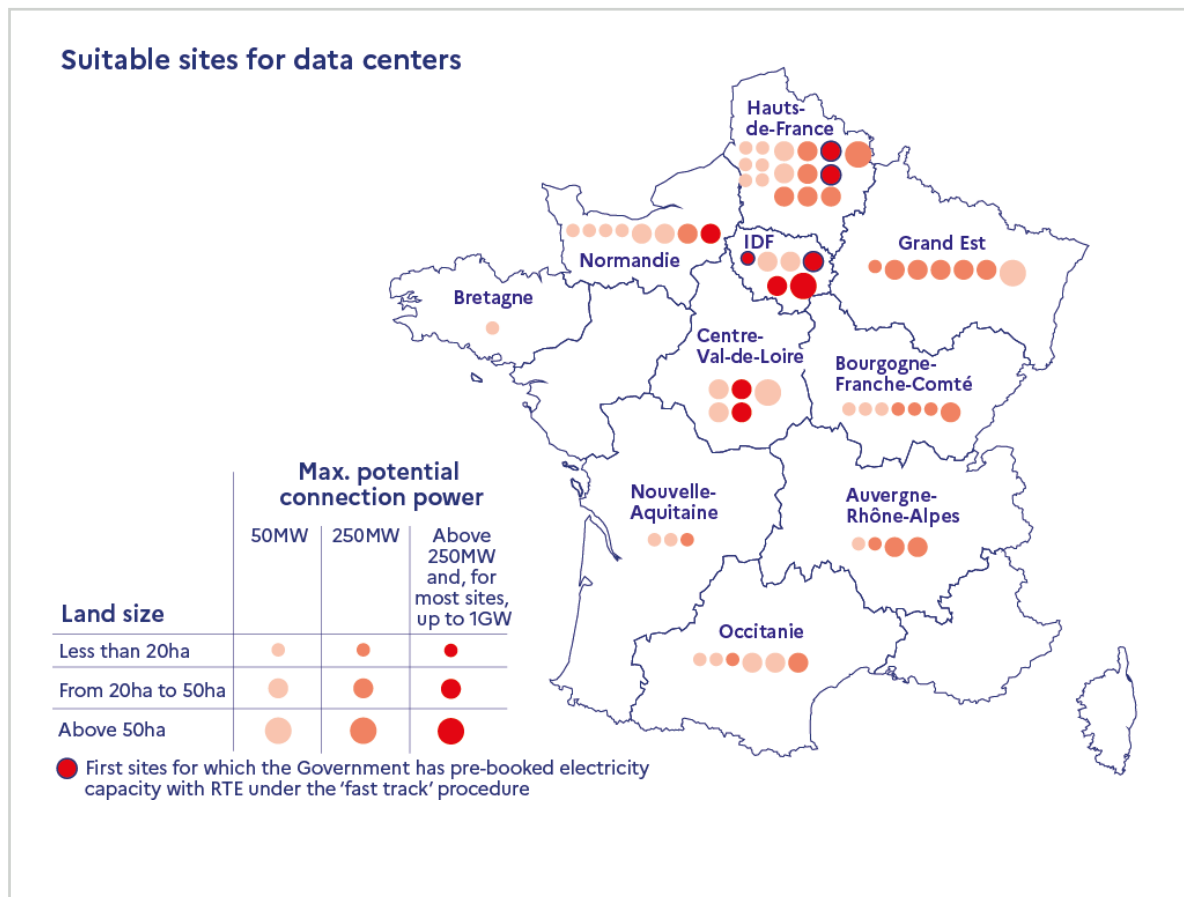 Suitable sites for data centers
Hauts-
de-France
IDF
Normandie
Grand Est
Bretagne
Centre-
Val-de-Loire
Bourgogne-
Franche-Comté
Nouvelle-
Aquitaine
Auvergne-
Rhône-Alpes
Occitanie
Max. potential
connection power
50MW
250MW
Above
250MW
and, for
most sites,
up to 1GW
Land size
Less than 20ha
From 20ha to 50ha
Above 50ha
First sites for which the Government has pre-booked electricity
capacity with RTE under the ‘fast track’ procedure